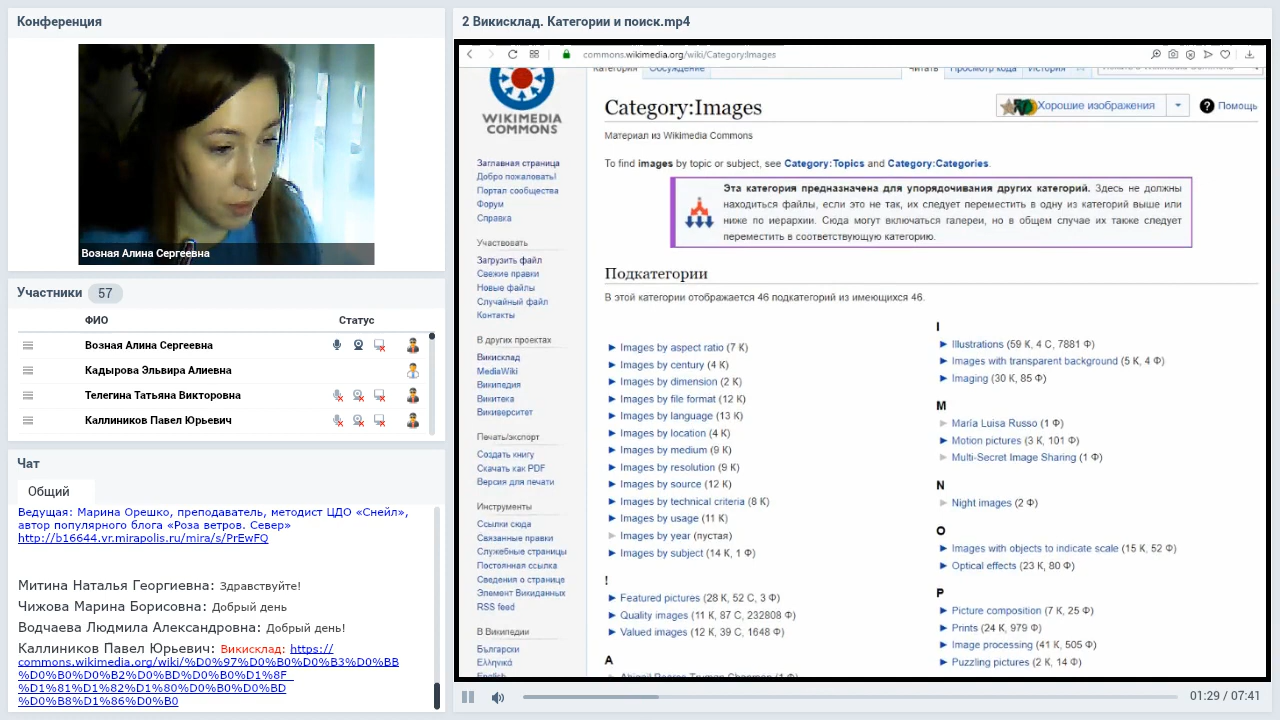 Конференция
Возная Алина Сергеевна
Участники 57
ФИО Статус
Возная Алина Сергеевна
Кадырова Эльвира Алиевна
Телегина Татьяна Викторовна
Каллиников Павел Юрьевич
Чат
Общий
Ведущая: Марина Орешко, преподаватель, методист ЦДО «Снейл»,
автор популярного блога «Роза ветров. Север»
http://b16644.vr.mirapolis.ru/mira/s/PrEwFQ
Митина Наталья Георгиевна: Здравствуйте!
Чижова Марина Борисовна: Добрый день
Водчаева Людмила Александровна: Добрый день!
Каллиников Павел Юрьевич: Викисклад: https://
commons.wikimedia.org/wiki/%D0%97%D0%B0%D0%B3%D0%BB
%D0%B0%D0%B2%D0%BD%D0%B0%D1%8F_
%D1%81%D1%82%D1%80%D0%B0%D0%BD
%D0%B8%D1%86%D0%B0
2 Викисклад. Категории и поиск.mp4
commons.wikimedia.org/wiki/Category:Images
Категория Обсуждение Читать Просмотр кода История
WIKIMEDIA
COMMONS
Заглавная страница
Добро пожаловать!
Портал сообщества
Форум
Справка
Участвовать
Загрузить файл
Свежие правки
Новые файлы
Случайный файл
Контакты
В других проектах
Викисклад
MediaWiki
Википедия
Викитека
Викиверситет
Печать/экспорт
Создать книгу
Скачать как PDF
Версия для печати
Инструменты
Ссылки сюда
Связанные правки
Служебные страницы
Постоянная ссылка
Сведения о странице
Элемент Викиданных
RSS feed
В Википедии
Български
Ελληνικά
English
Category:Images
Хорошие изображения
? Помощь
Материал из Wikimedia Commons
To find images by topic or subject, see Category:Topics and Category:Categories.
Эта категория предназначена для упорядочивания других категорий. Здесь не должны
находиться файлы, если это не так, их следует переместить в одну из категорий выше или
ниже по иерархии. Сюда могут включаться галереи, но в общем случае их также следует
переместить в соответствующую категорию.
Подкатегории
В этой категории отображается 46 подкатегорий из имеющихся 46.
Images by aspect ratio (7 К)
Images by century (4 К)
Images by dimension (2 К)
Images by file format (12 К)
Images by language (13 К)
Images by location (4 К)
Images by medium (9 К)
Images by resolution (9 К)
Images by source (12 К)
Images by technical criteria (8 К)
Images by usage (11 К)
Images by year (пустая)
Images by subject (14 К, 1 Ф)
!
Featured pictures (28 К, 52 С, 3 Ф)
Quality images (11 К, 87 С, 232808 Ф)
Valued images (12 К, 39 С, 1648 Ф)
A
I
Illustrations (59 К, 4 С, 7881 Ф)
Images with transparent background (5 К, 4 Ф)
Imaging (30 К, 85 Ф)
M
María Luisa Russo (1 Ф)
Motion pictures (3 К, 101 Ф)
Multi-Secret Image Sharing (1 Ф)
N
Night images (2 Ф)
O
Images with objects to indicate scale (15 К, 52 Ф)
Optical effects (23 К, 80 Ф)
P
Picture composition (7 К, 25 Ф)
Prints (24 К, 979 Ф)
Image processing (41 К, 505 Ф)
Puzzling pictures (2 К, 14 Ф)
01:29 / 07:41